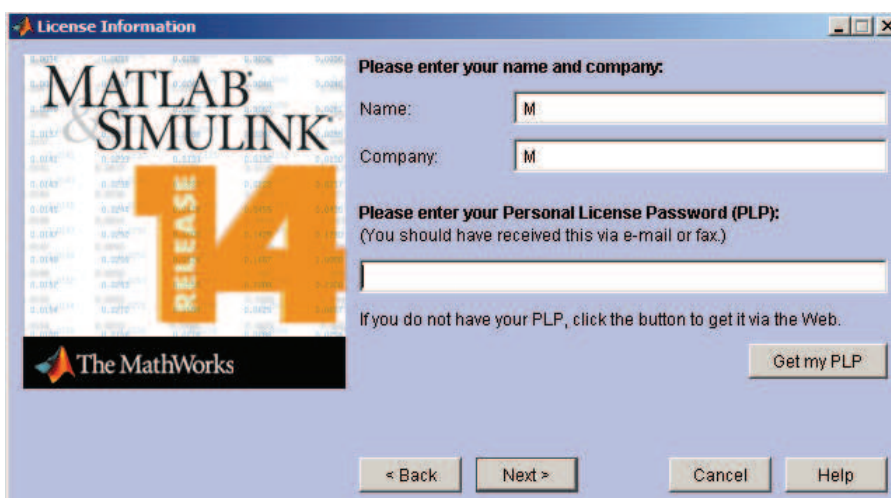 License Information
MATLAB®
& SIMULINK®
RELEASE 14
The MathWorks
Please enter your name and company:
Name: M
Company: M
Please enter your Personal License Password (PLP):
(You should have received this via e-mail or fax.)
If you do not have your PLP, click the button to get it via the Web.
Get my PLP
< Back Next > Cancel Help